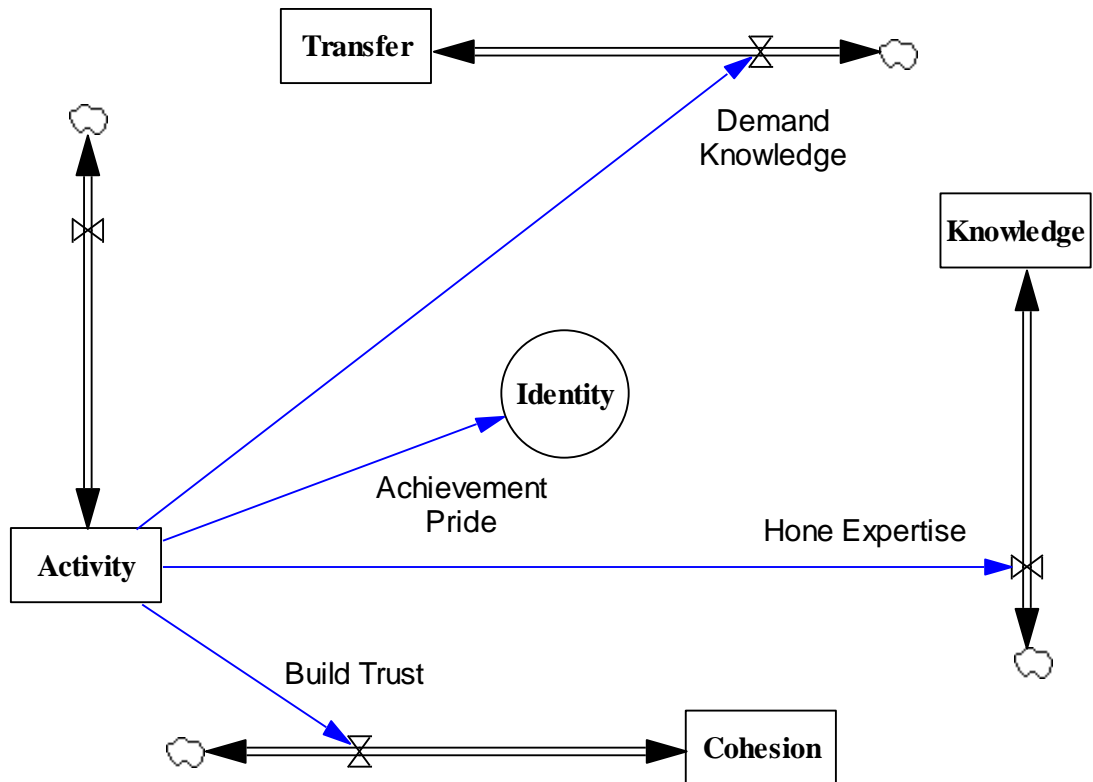 Transfer
Demand
Knowledge
Knowledge
Identity
Achievement
Pride
Hone Expertise
Activity
Build Trust
Cohesion